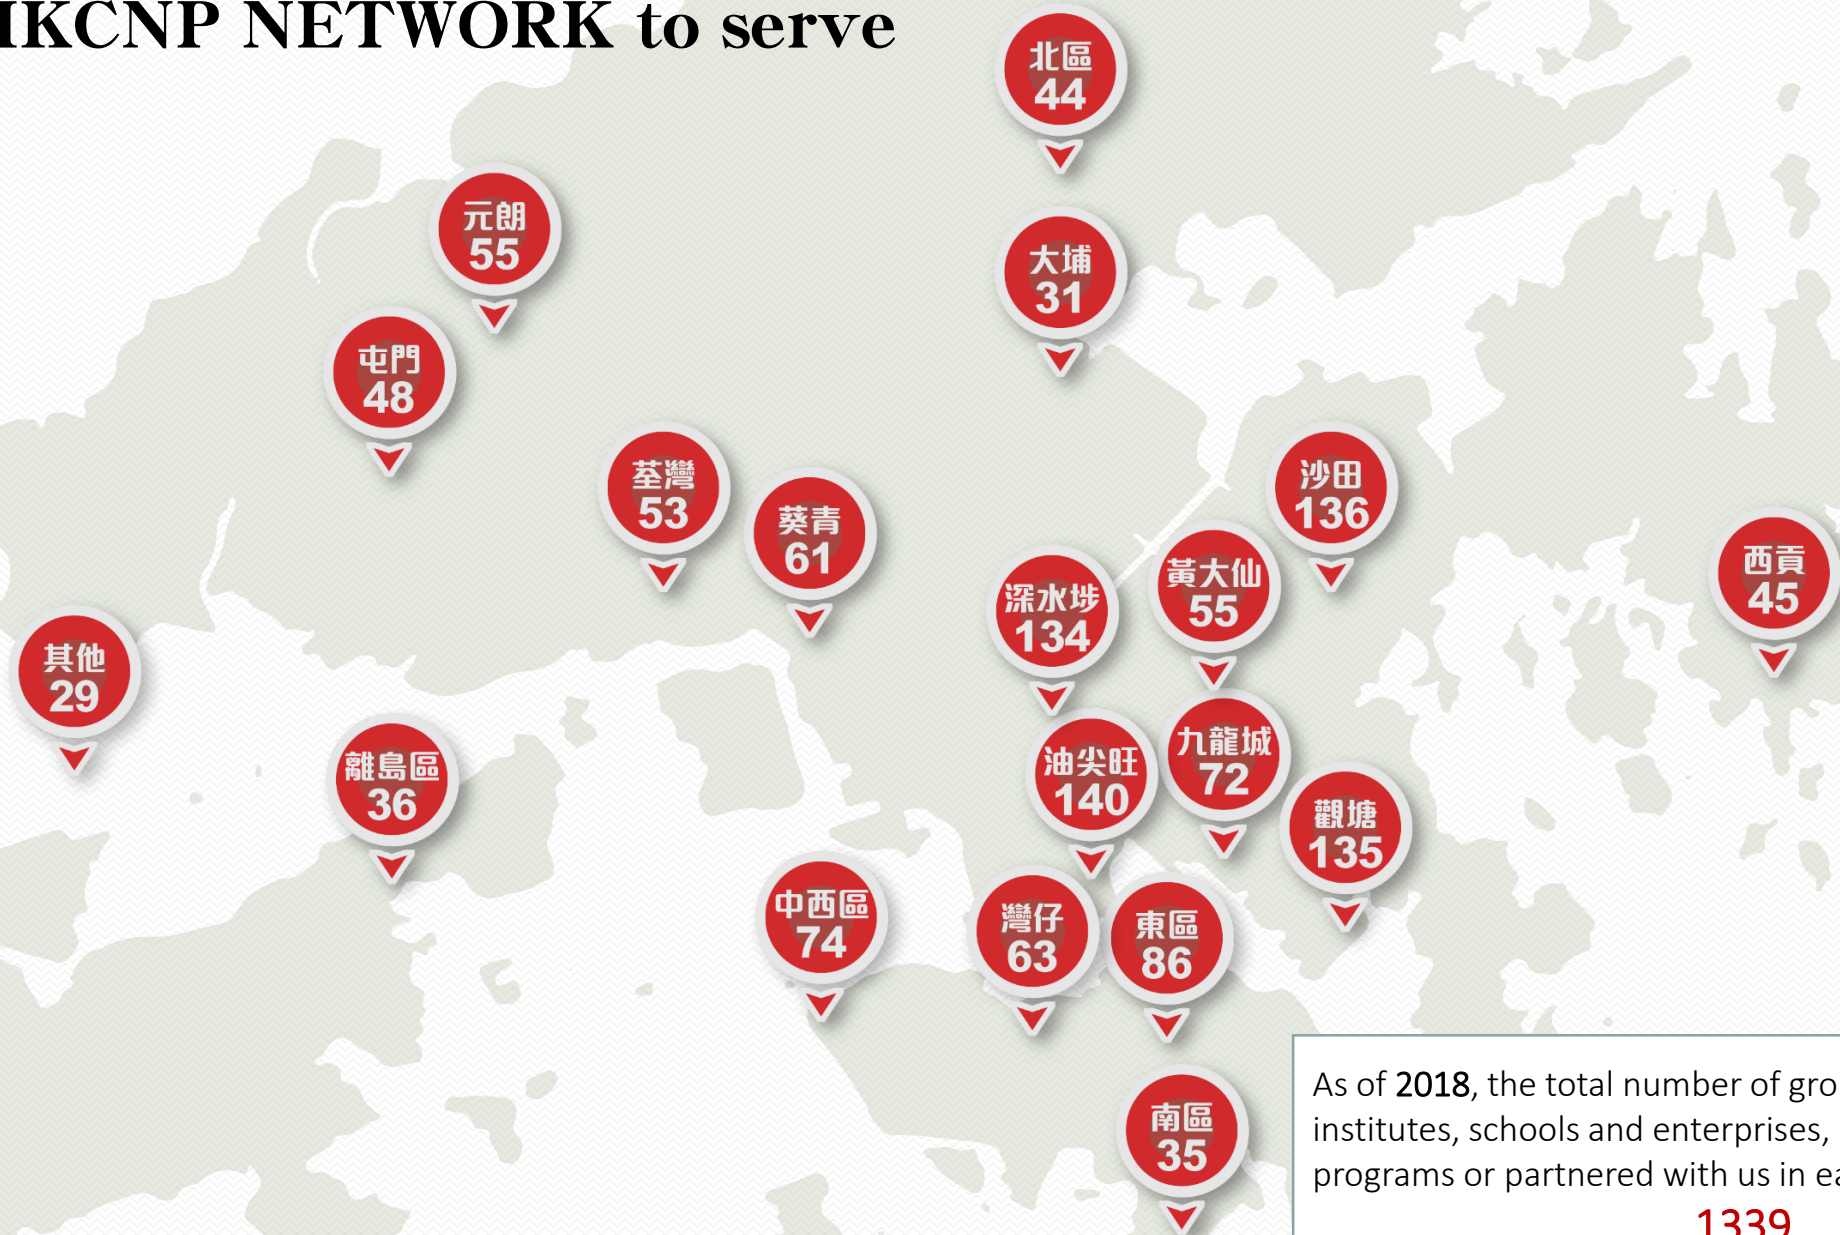 IKCNP NETWORK to serve
北區
44
元朗
55
大埔
31
屯門
48
荃灣
53
葵青
61
沙田
136
深水埗
134
黃大仙
55
西貢
45
其他
29
離島區
36
油尖旺
140
九龍城
72
觀塘
135
中西區
74
灣仔
63
東區
86
南區
35
As of 2018, the total number of gro
institutes, schools and enterprises,
programs or partnered with us in ea
1339